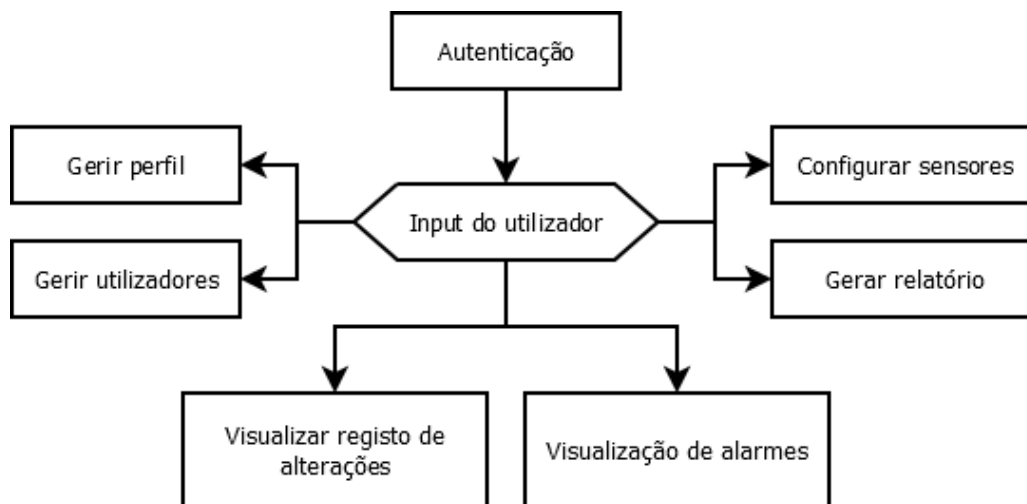 Autenticação
Gerir perfil
Configurar sensores
Input do utilizador
Gerir utilizadores
Gerar relatório
Visualizar registo de
alterações
Visualização de alarmes